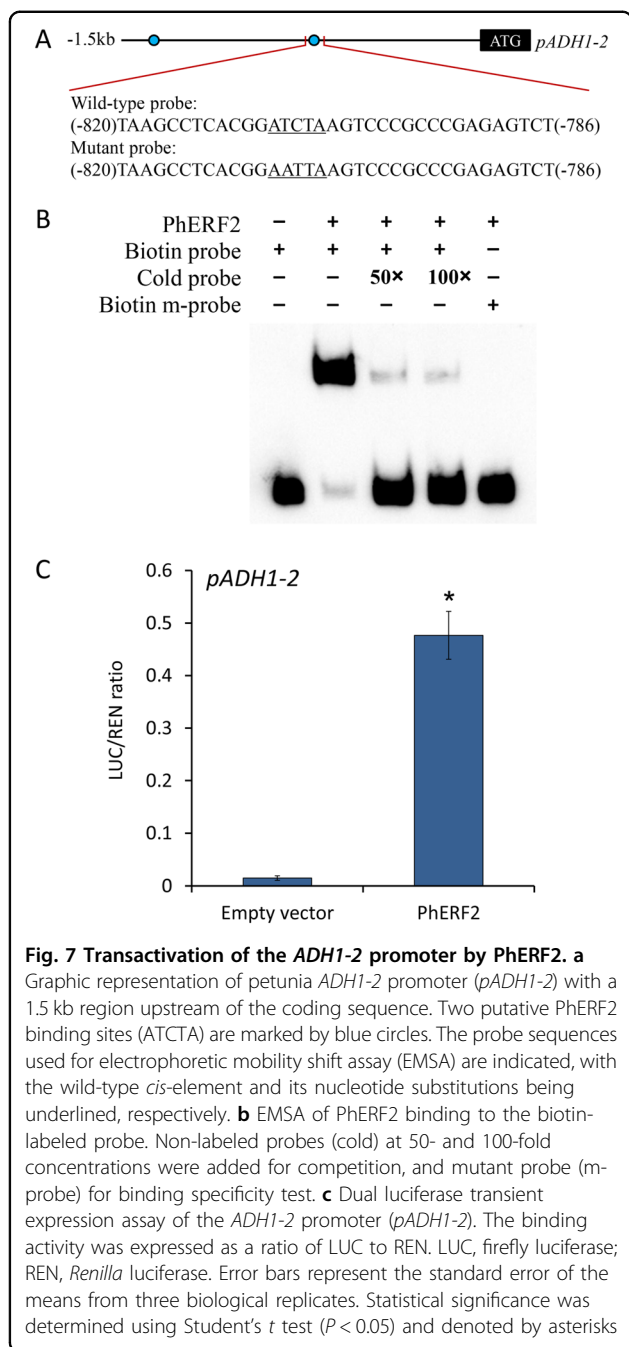 A
-1.5kb
ATG
pADH1-2
Wild-type probe:
(-820)TAAGCCTCACGGATCTAAGTCCCGCCCGAGAGTCT(-786)
Mutant probe:
(-820)TAAGCCTCACGGAATTAAGTCCCGCCCGAGAGTCT(-786)
B
PhERF2 – + + + +
Biotin probe + + + + –
Cold probe – – 50× 100× –
Biotin m-probe – – – – +
C
pADH1-2
LUC/REN ratio
0.6
0.5
0.4
0.3
0.2
0.1
0
*
Empty vector PhERF2
Fig. 7 Transactivation of the ADH1-2 promoter by PhERF2. a
Graphic representation of petunia ADH1-2 promoter (pADH1-2) with a
1.5 kb region upstream of the coding sequence. Two putative PhERF2
binding sites (ATCTA) are marked by blue circles. The probe sequences
used for electrophoretic mobility shift assay (EMSA) are indicated, with
the wild-type cis-element and its nucleotide substitutions being
underlined, respectively. b EMSA of PhERF2 binding to the biotin-
labeled probe. Non-labeled probes (cold) at 50- and 100-fold
concentrations were added for competition, and mutant probe (m-
probe) for binding specificity test. c Dual luciferase transient
expression assay of the ADH1-2 promoter (pADH1-2). The binding
activity was expressed as a ratio of LUC to REN. LUC, firefly luciferase;
REN, Renilla luciferase. Error bars represent the standard error of the
means from three biological replicates. Statistical significance was
determined using Student's t test (P < 0.05) and denoted by asterisks